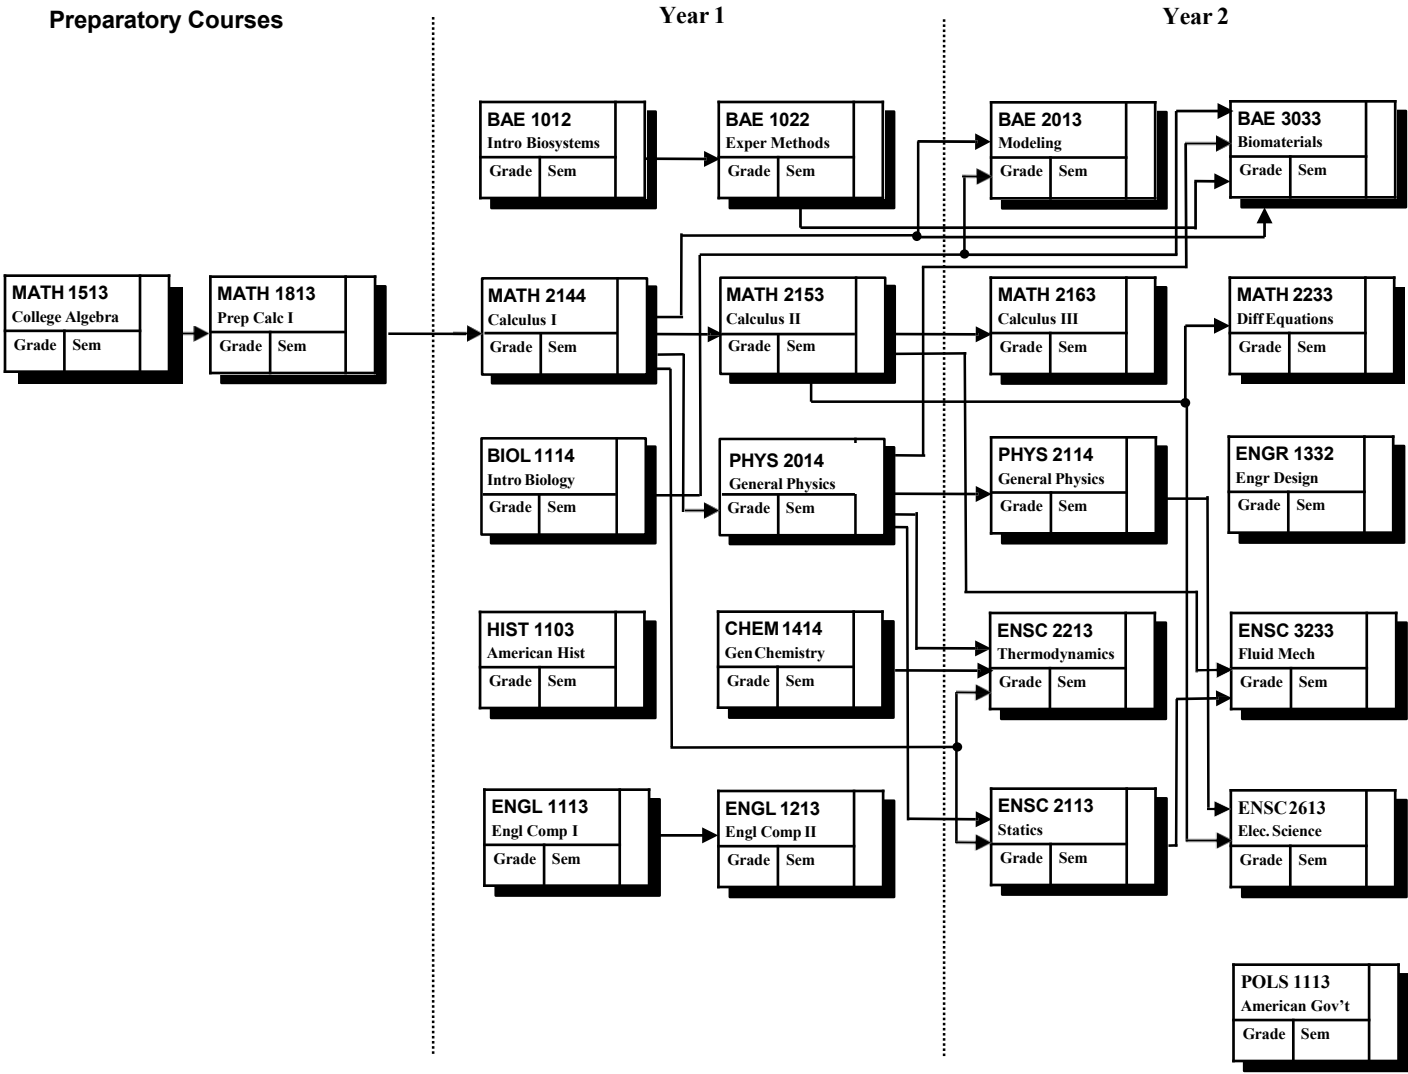 Preparatory Courses
Year 1
Year 2
BAE 1012
Intro Biosystems
Grade Sem
BAE 1022
Exper Methods
Grade Sem
BAE 2013
Modeling
Grade Sem
BAE 3033
Biomaterials
Grade Sem
MATH 1513
College Algebra
Grade Sem
MATH 1813
Prep Calc I
Grade Sem
MATH 2144
Calculus I
Grade Sem
MATH 2153
Calculus II
Grade Sem
MATH 2163
Calculus III
Grade Sem
MATH 2233
Diff Equations
Grade Sem
BIOL 1114
Intro Biology
Grade Sem
PHYS 2014
General Physics
Grade Sem
PHYS 2114
General Physics
Grade Sem
ENGR 1332
Engr Design
Grade Sem
HIST 1103
American Hist
Grade Sem
CHEM 1414
Gen Chemistry
Grade Sem
ENSC 2213
Thermodynamics
Grade Sem
ENSC 3233
Fluid Mech
Grade Sem
ENGL 1113
Engl Comp I
Grade Sem
ENGL 1213
Engl Comp II
Grade Sem
ENSC 2113
Statics
Grade Sem
ENSC 2613
Elec. Science
Grade Sem
POLS 1113
American Gov't
Grade Sem